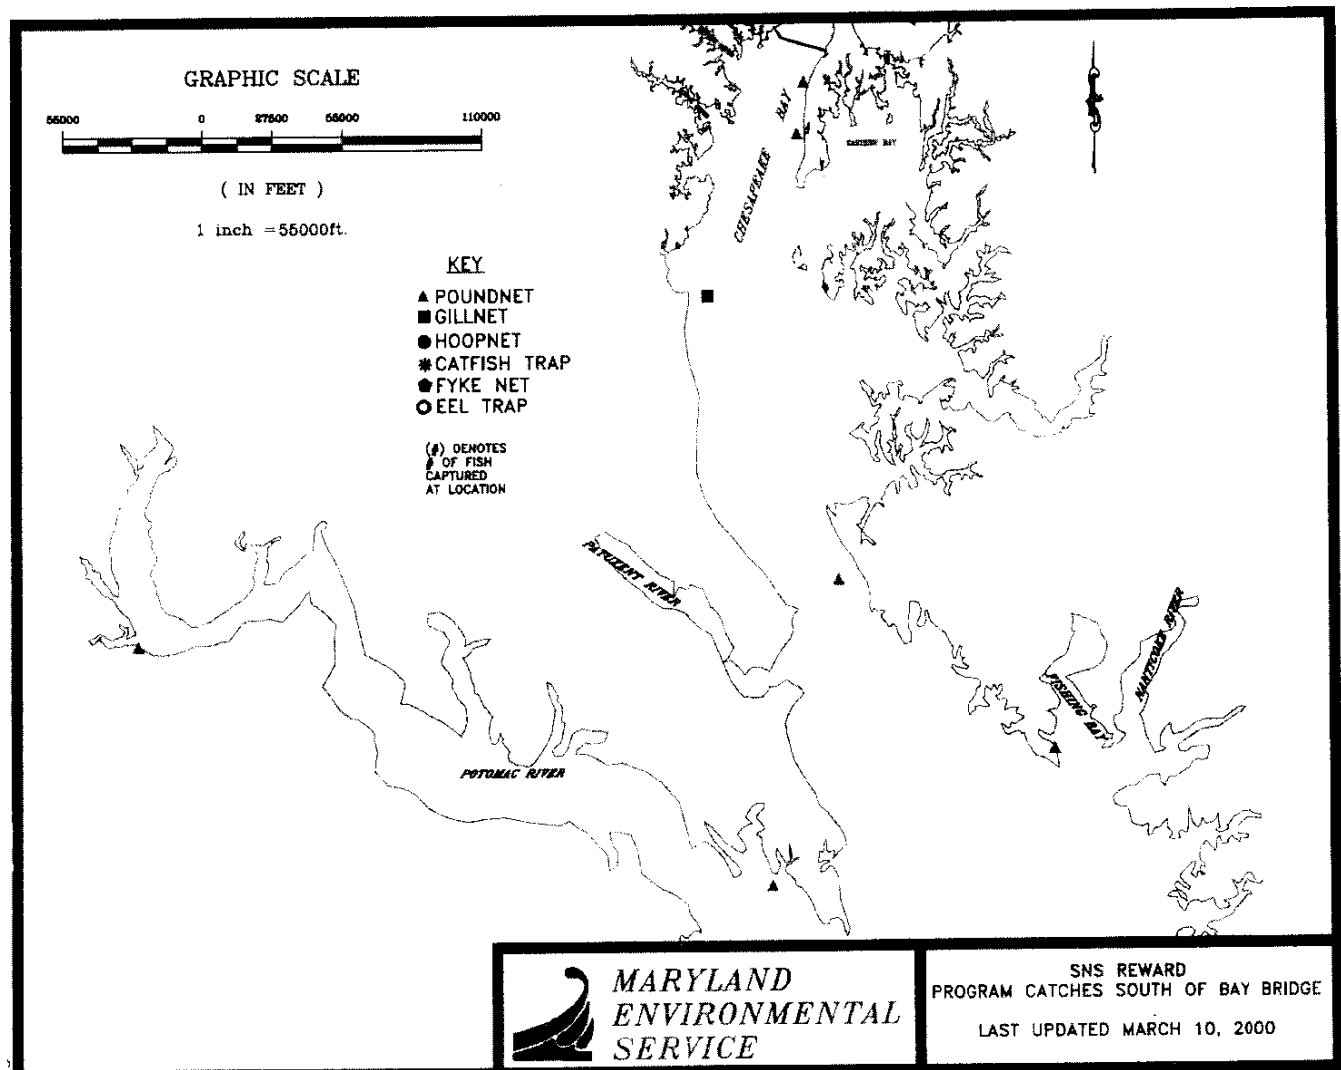 GRAPHIC SCALE
55000 0 27500 55000 110000
( IN FEET )
1 inch =55000ft.
KEY
POUNDNET
GILLNET
HOOPNET
CATFISH TRAP
FYKE NET
EEL TRAP
(#) DENOTES
# OF FISH
CAPTURED
AT LOCATION
CHESAPEAKE BAY
EASTERN BAY
PATUXENT RIVER
POTOMAC RIVER
FISHING BAY
NANTICOKE RIVER
MARYLAND
ENVIRONMENTAL
SERVICE
SNS REWARD
PROGRAM CATCHES SOUTH OF BAY BRIDGE
LAST UPDATED MARCH 10, 2000